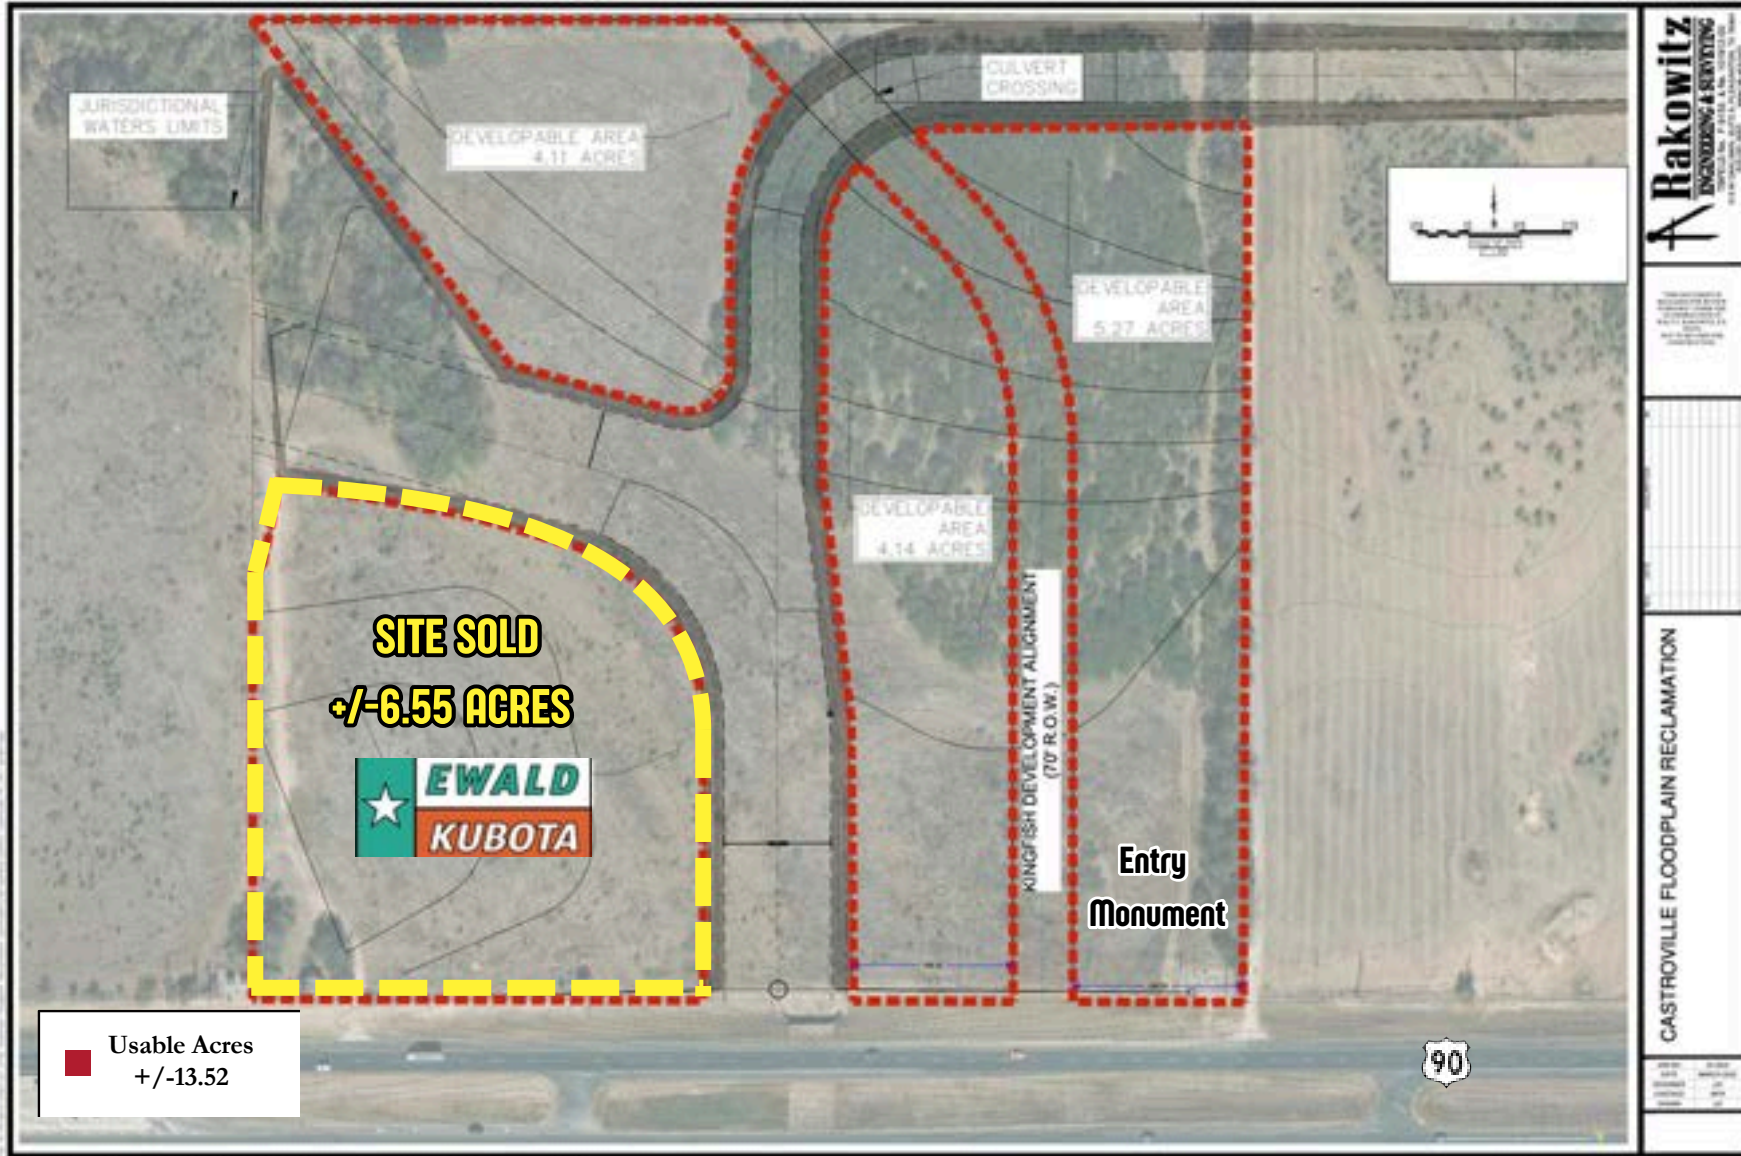 JURISDICTIONAL
WATERS LIMITS
DEVELOPABLE AREA
4.11 ACRES
CULVERT
CROSSING
DEVELOPABLE
AREA
5.27 ACRES
DEVELOPABLE
AREA
4.14 ACRES
KINGFISH DEVELOPMENT ALIGNMENT
(70' R.O.W.)
SITE SOLD
+/-6.55 ACRES
EWALD
KUBOTA
Entry
Monument
Usable Acres
+/-13.52
90
Rakowitz
ENGINEERING & SURVEYING
CASTROVILLE FLOODPLAIN RECLAMATION